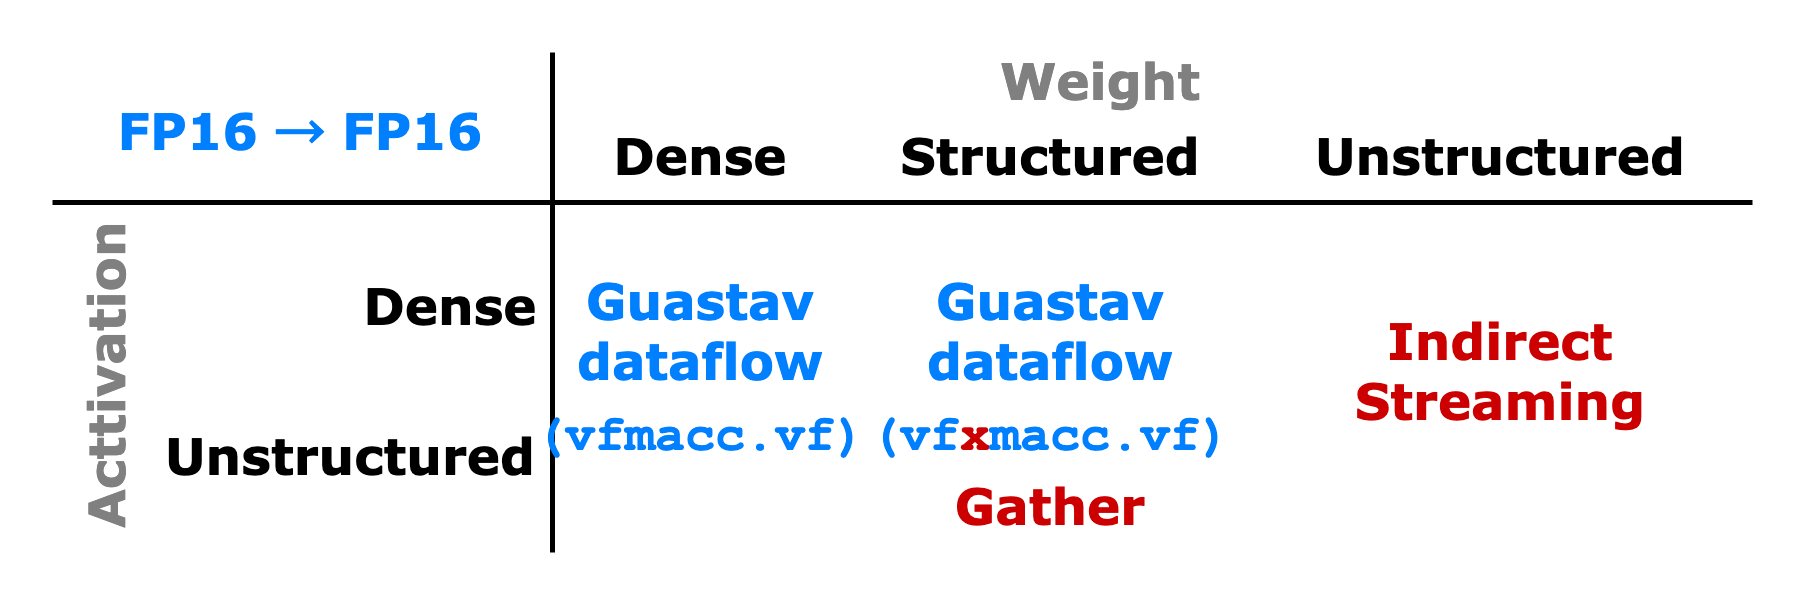 Weight
FP16 → FP16
Dense Structured Unstructured
Acttivation
Dense
Unstructured
Guastav
dataflow
(vfmacc.vf)
Guastav
dataflow
(vfxmacc.vf)
Gather
Indirect
Streaming